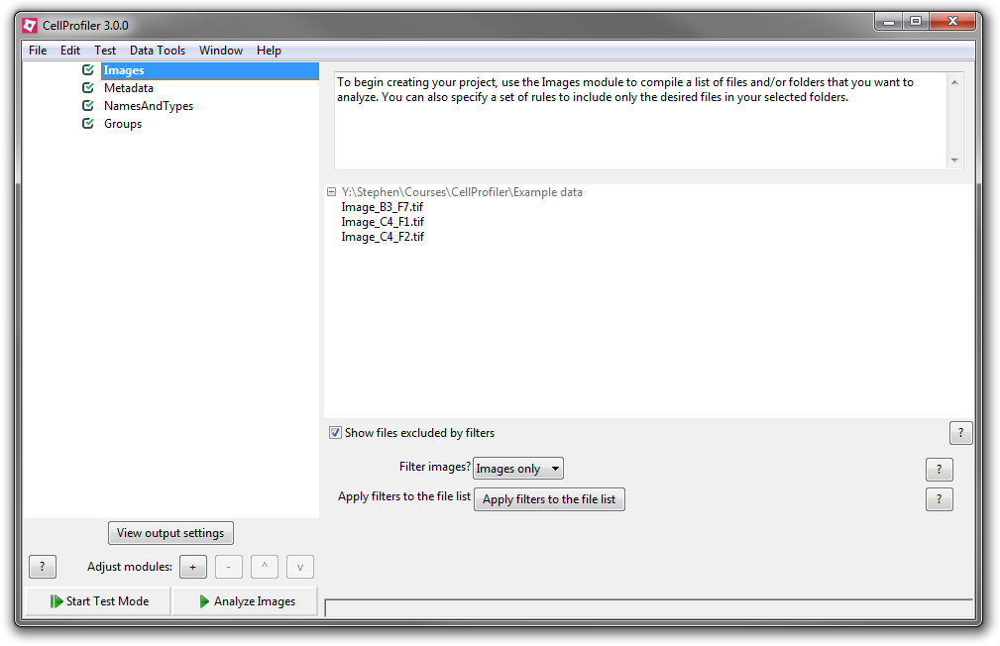 CellProfiler 3.0.0
File Edit Test Data Tools Window Help
Images
Metadata
NamesAndTypes
Groups
To begin creating your project, use the Images module to compile a list of files and/or folders that you want to
analyze. You can also specify a set of rules to include only the desired files in your selected folders.
Y:\Stephen\Courses\CellProfiler\Example data
Image_B3_F7.tif
Image_C4_F1.tif
Image_C4_F2.tif
Show files excluded by filters
?
Filter images? Images only
?
Apply filters to the file list Apply filters to the file list
?
View output settings
? Adjust modules: + - ^ v
Start Test Mode Analyze Images